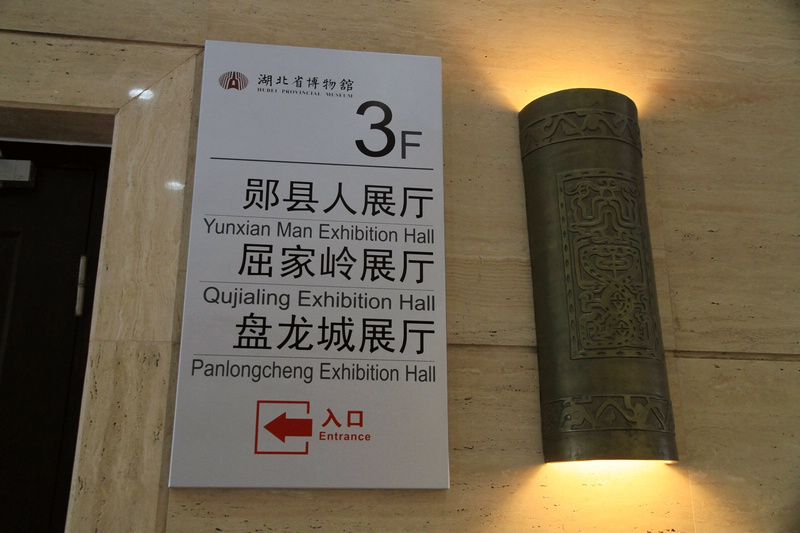 湖北省博物館
HUBEI PROVINCIAL MUSEUM
3F
郧县人展厅
Yunxian Man Exhibition Hall
屈家岭展厅
Qujialing Exhibition Hall
盘龙城展厅
Panlongcheng Exhibition Hall
入口
Entrance